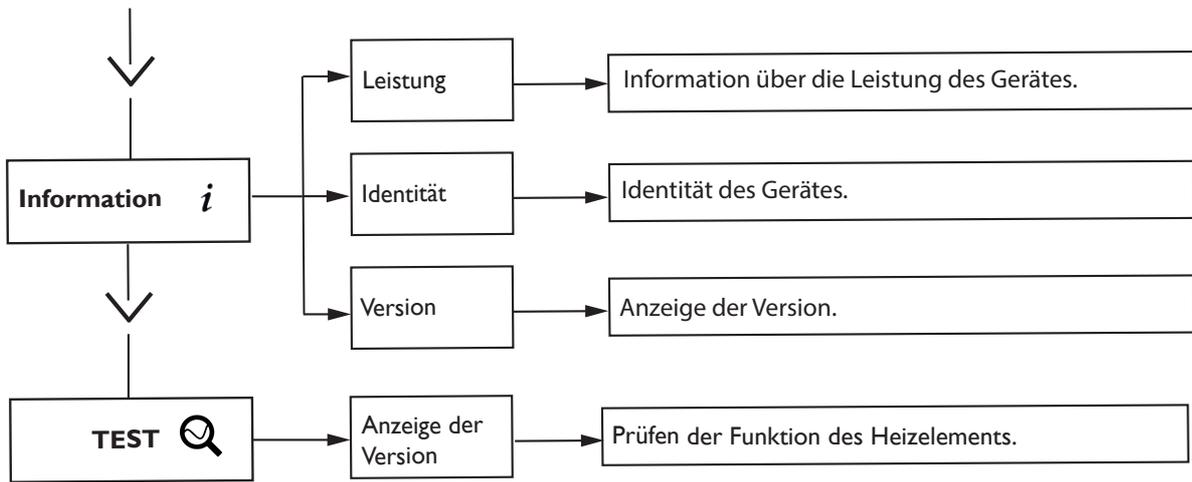 Leistung
Information über die Leistung des Gerätes.
Information i
Identität
Identität des Gerätes.
Version
Anzeige der Version.
TEST
Anzeige der
Version
Prüfen der Funktion des Heizelements.